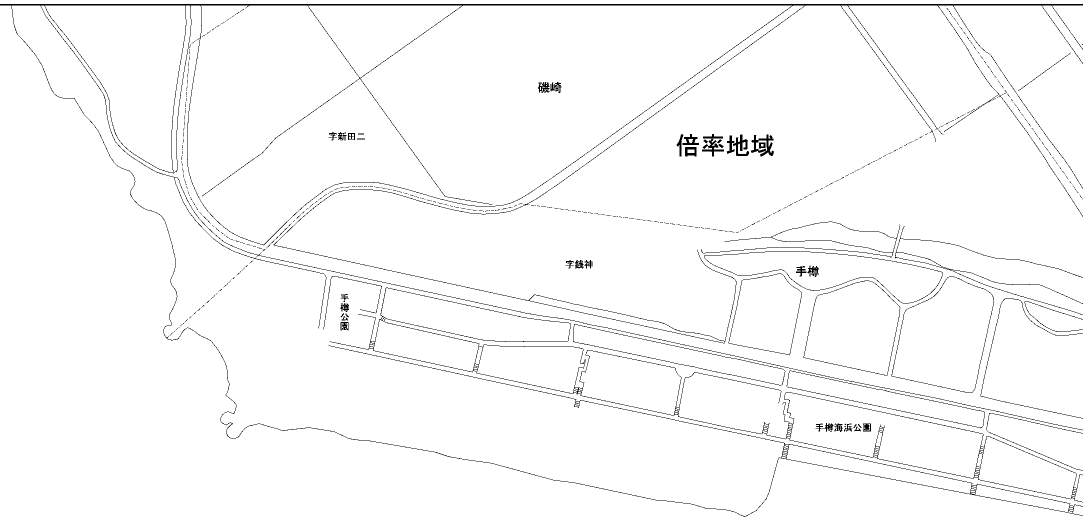 磯崎
字新田二
倍率地域
字銭神
手樽
手樽公園
手樽海浜公園